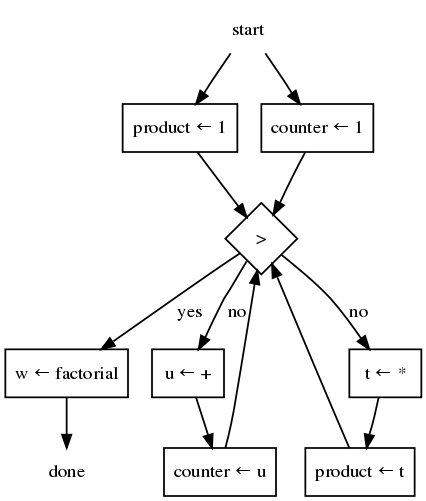 start
product ← 1
counter ← 1
>
yes
no
no
w ← factorial
u ← +
t ← *
done
counter ← u
product ← t